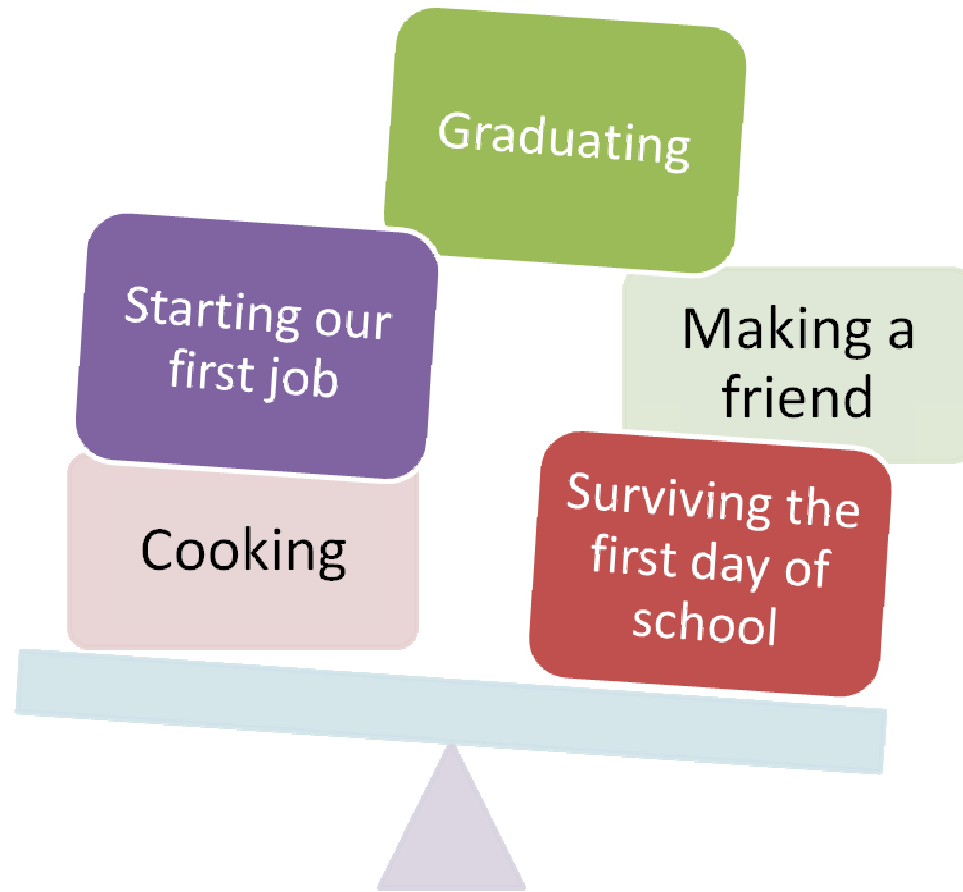 Graduating
Starting our
first job
Making a
friend
Cooking
Surviving the
first day of
school